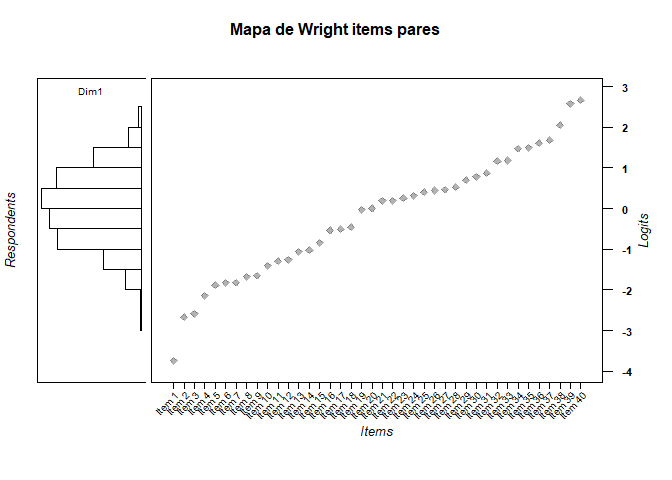 Mapa de Wright items pares
Dim1
Respondents
3
2
1
0
-1
-2
-3
-4
Logits
Item 1
Item 2
Item 3
Item 4
Item 5
Item 6
Item 7
Item 8
Item 9
Item 10
Item 11
Item 12
Item 13
Item 14
Item 15
Item 16
Item 17
Item 18
Item 19
Item 20
Item 21
Item 22
Item 23
Item 24
Item 25
Item 26
Item 27
Item 28
Item 29
Item 30
Item 31
Item 32
Item 33
Item 34
Item 35
Item 36
Item 37
Item 38
Item 39
Item 40
Items